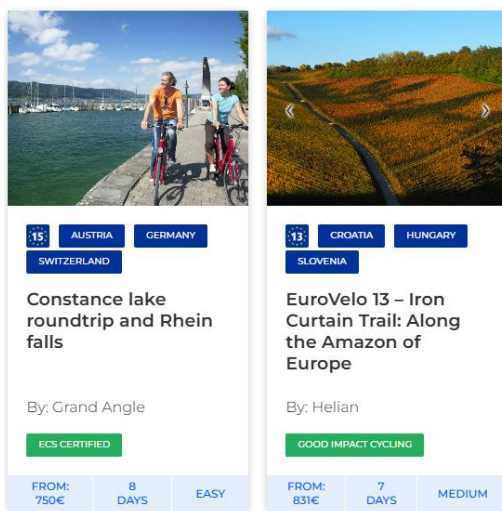 15 AUSTRIA GERMANY
SWITZERLAND
Constance lake
roundtrip and Rhein
falls
By: Grand Angle
ECS CERTIFIED
FROM:
750€
8
DAYS
EASY
13 CROATIA HUNGARY
SLOVENIA
EuroVelo 13 – Iron
Curtain Trail: Along
the Amazon of
Europe
By: Helian
GOOD IMPACT CYCLING
FROM:
831€
7
DAYS
MEDIUM